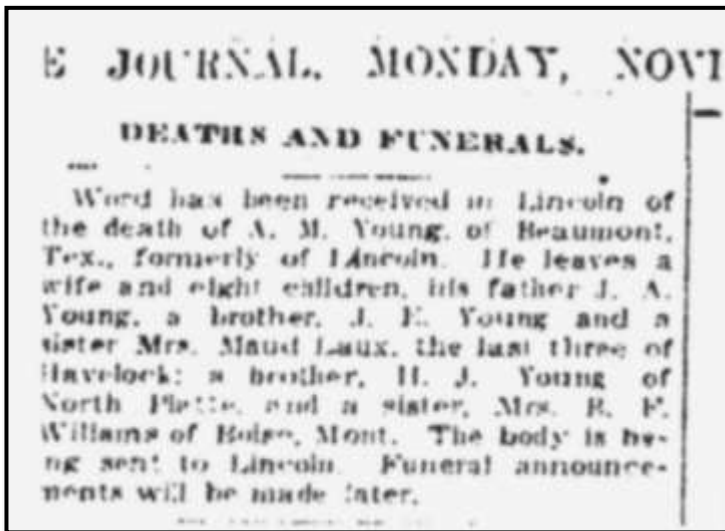 E JOURNAL, MONDAY, NOV
DEATHS AND FUNERALS.
Word has been received in Lincoln of
the death of A. M. Young, of Beaumont,
Tex., formerly of Lincoln. He leaves a
wife and eight children, his father J. A.
Young, a brother, J. E. Young and a
sister Mrs. Maud Laux, the last three of
Havelock; a brother, H. J. Young of
North Platte, and a sister, Mrs. F.
Willams of Boise, Mont. The body is be-
ng sent to Lincoln. Funeral announce-
ments will be made later.